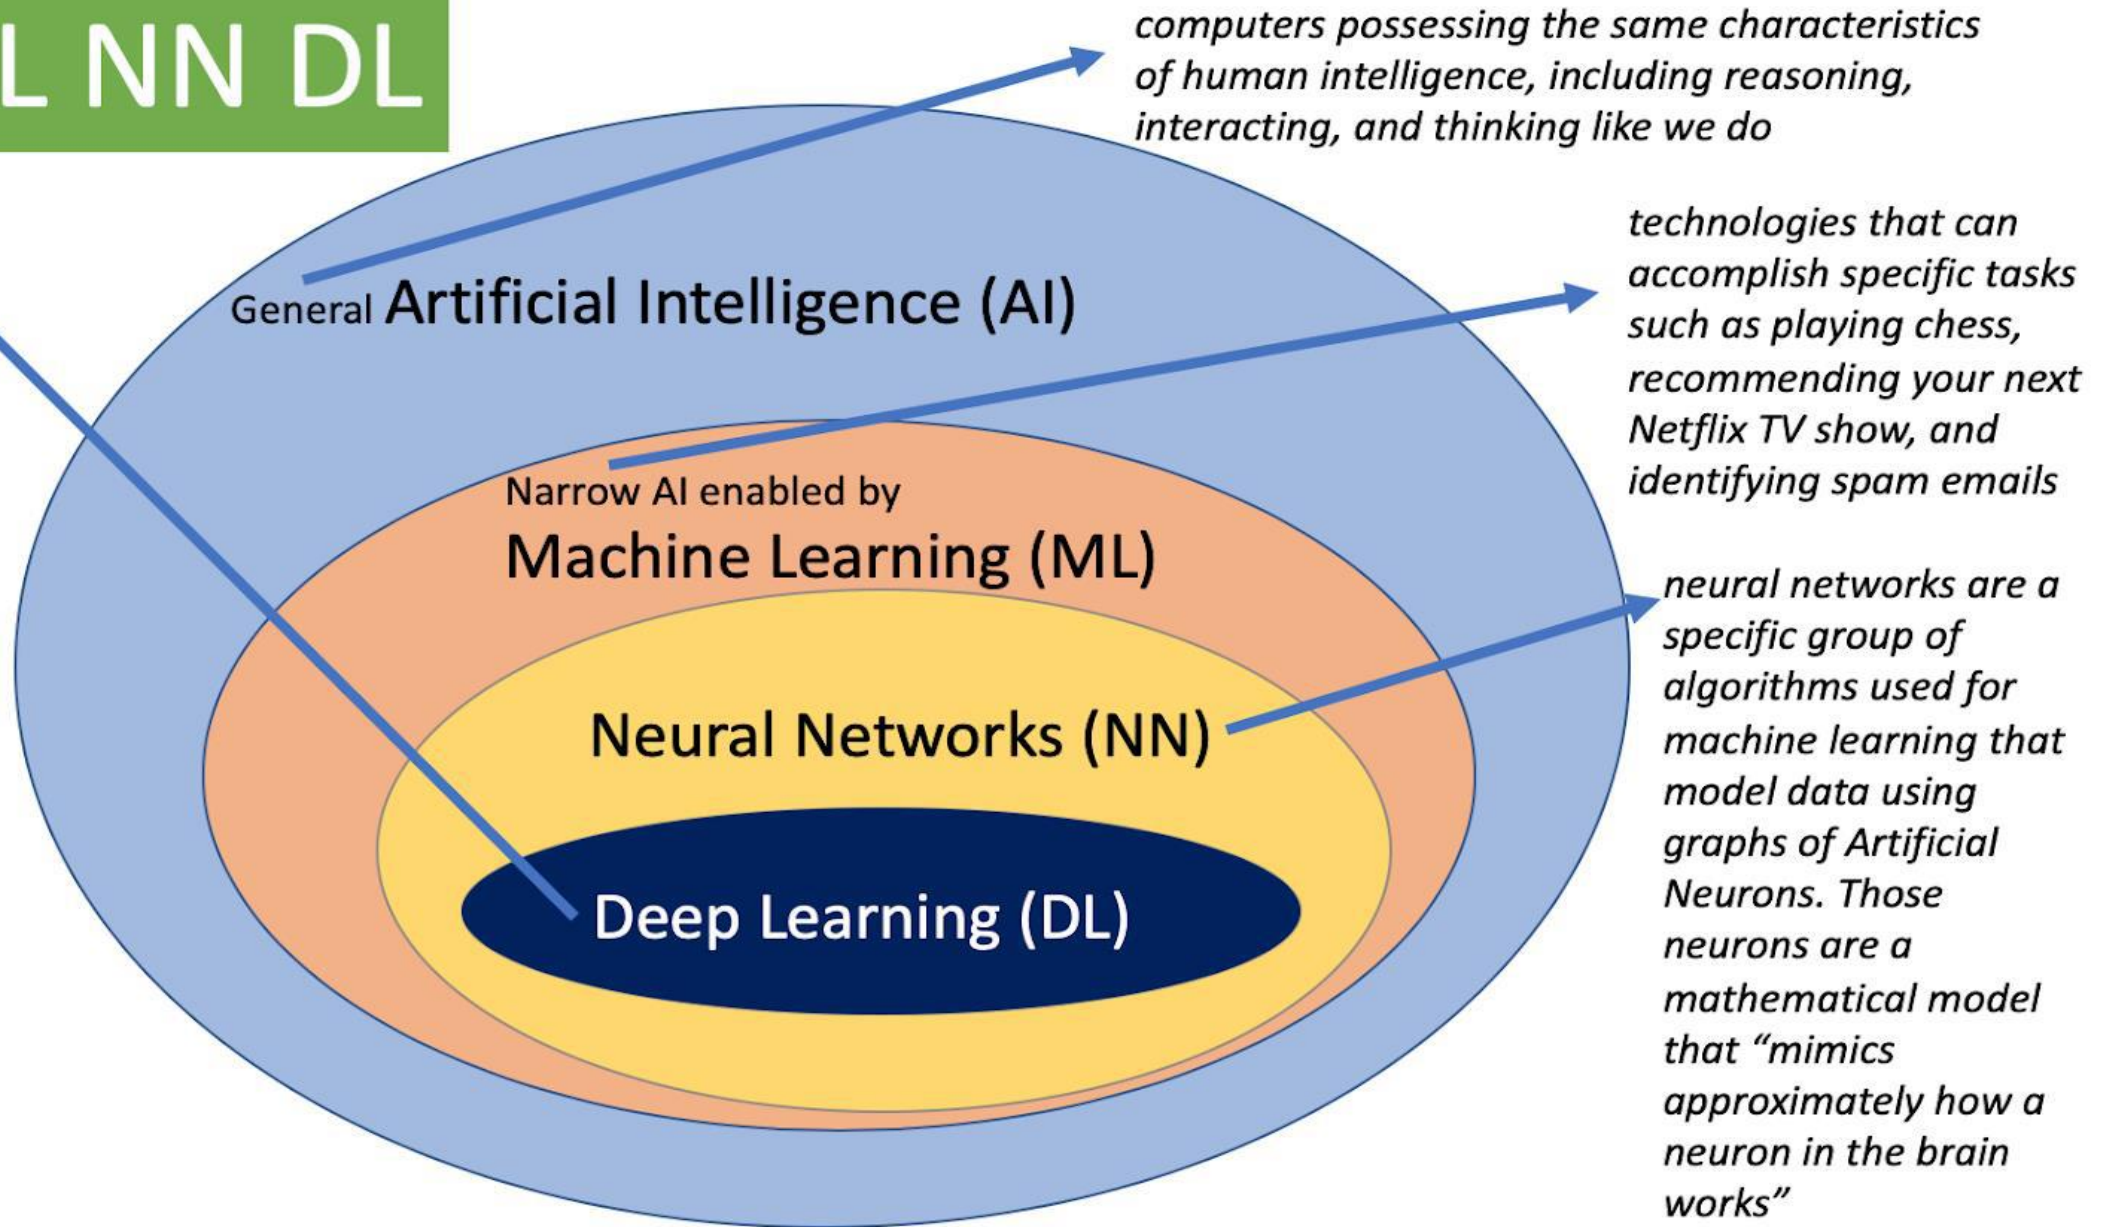 L NN DL
computers possessing the same characteristics
of human intelligence, including reasoning,
interacting, and thinking like we do
General Artificial Intelligence (AI)
technologies that can
accomplish specific tasks
such as playing chess,
recommending your next
Netflix TV show, and
identifying spam emails
Narrow AI enabled by
Machine Learning (ML)
neural networks are a
specific group of
algorithms used for
machine learning that
model data using
graphs of Artificial
Neurons. Those
neurons are a
mathematical model
that “mimics
approximately how a
neuron in the brain
works”
Neural Networks (NN)
Deep Learning (DL)